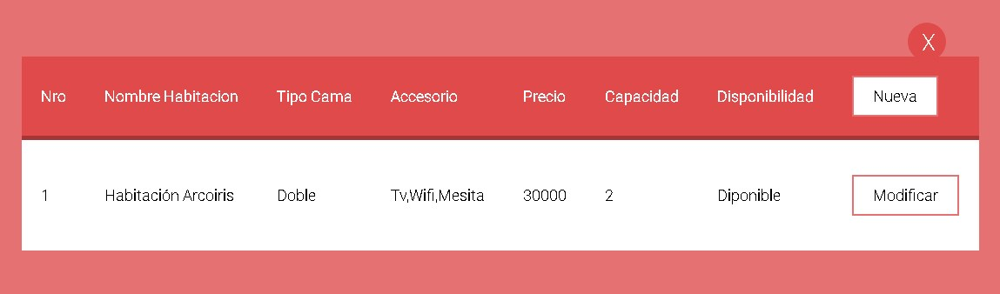 X
Nro Nombre Habitacion Tipo Cama Accesorio Precio Capacidad Disponibilidad Nueva
1 Habitación Arcoiris Doble Tv,Wifi,Mesita 30000 2 Diponible Modificar